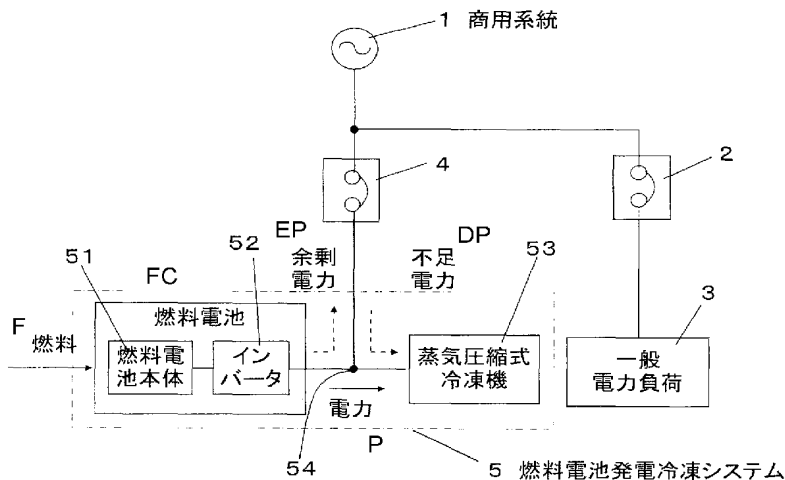 1 商用系統
4
2
EP
余剰
電力
DP
不足
電力
51
FC
52
53
3
F
燃料
燃料電池
燃料電
池本体
イン
バータ
蒸気圧縮式
冷凍機
一般
電力負荷
電力
P
54
5 燃料電池発電冷凍システム